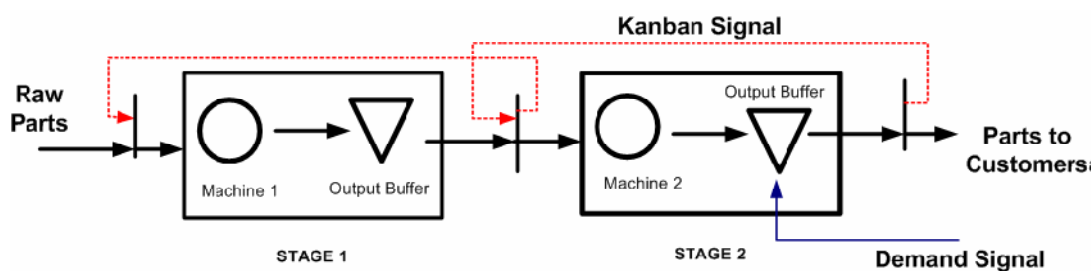 Kanban Signal
Raw
Parts
Output Buffer
Machine 1
Output Buffer
Machine 2
Parts to
Customersa
STAGE 1
STAGE 2
Demand Signal